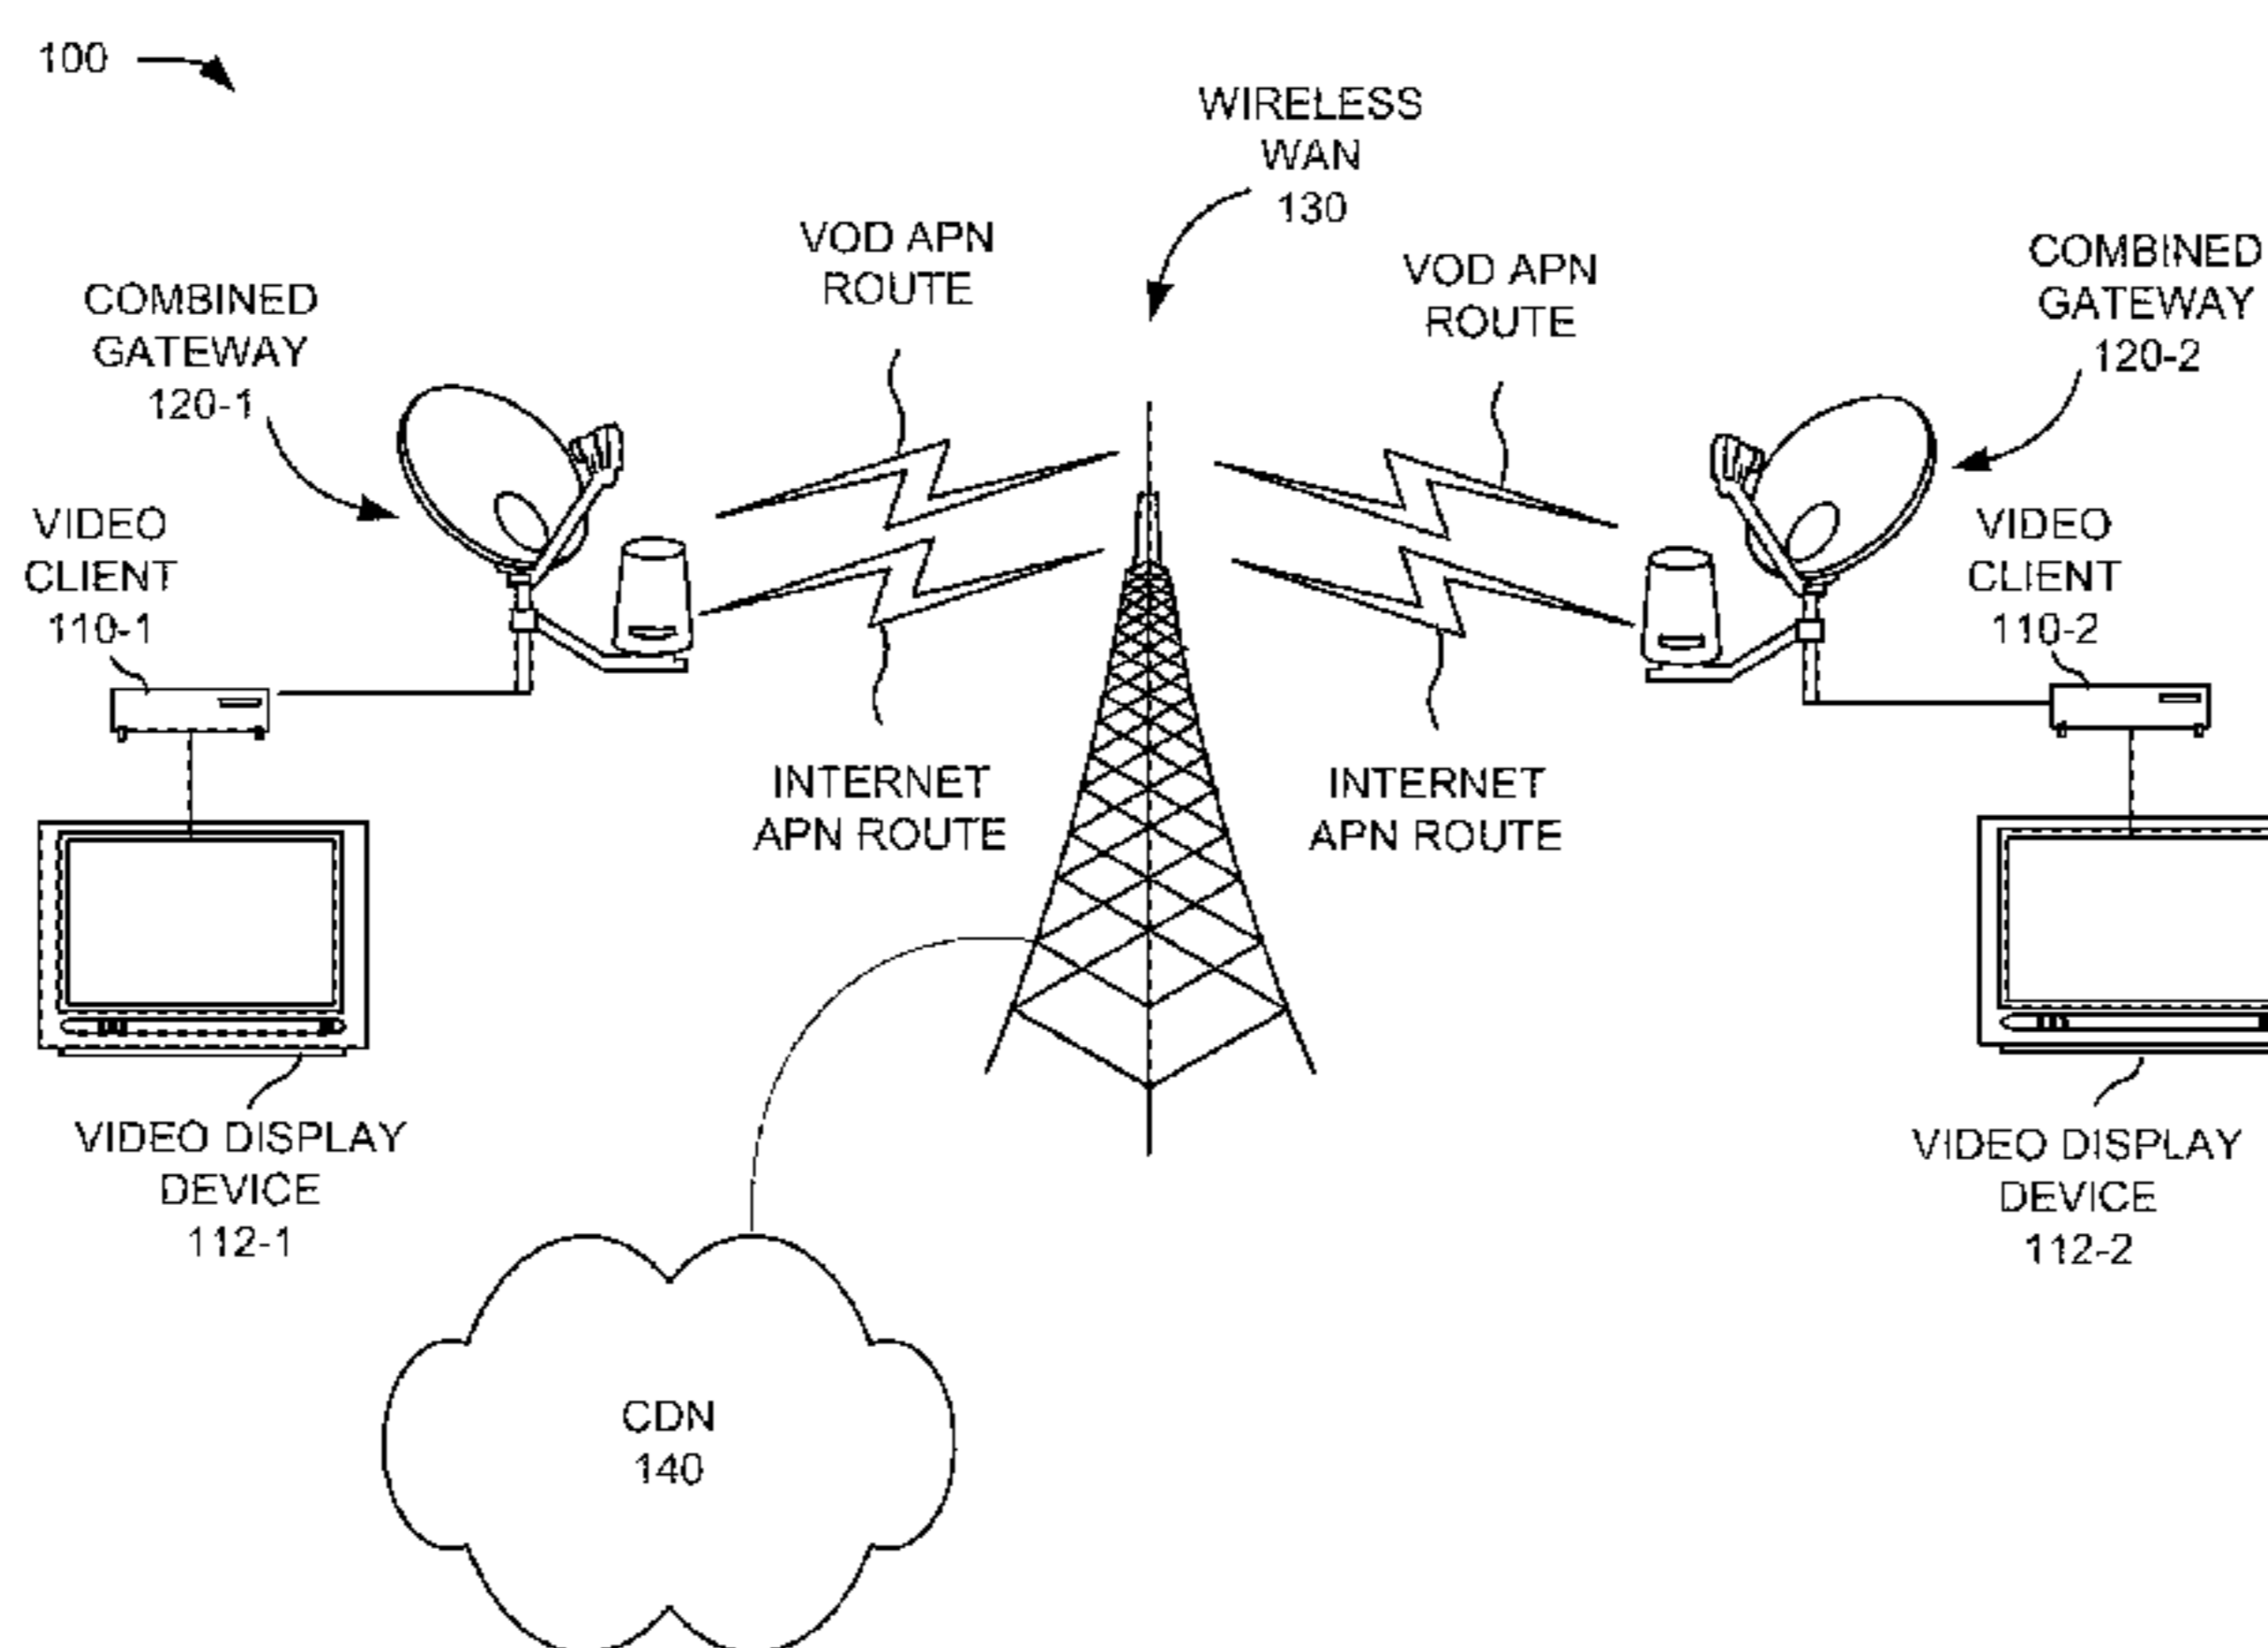 100
WIRELESS
WAN
130
VOD APN
ROUTE
VOD APN
ROUTE
COMBINED
GATEWAY
120-1
COMBINED
GATEWAY
120-2
VIDEO
CLIENT
110-1
VIDEO
CLIENT
110-2
INTERNET
APN ROUTE
INTERNET
APN ROUTE
VIDEO DISPLAY
DEVICE
112-1
VIDEO DISPLAY
DEVICE
112-2
CDN
140